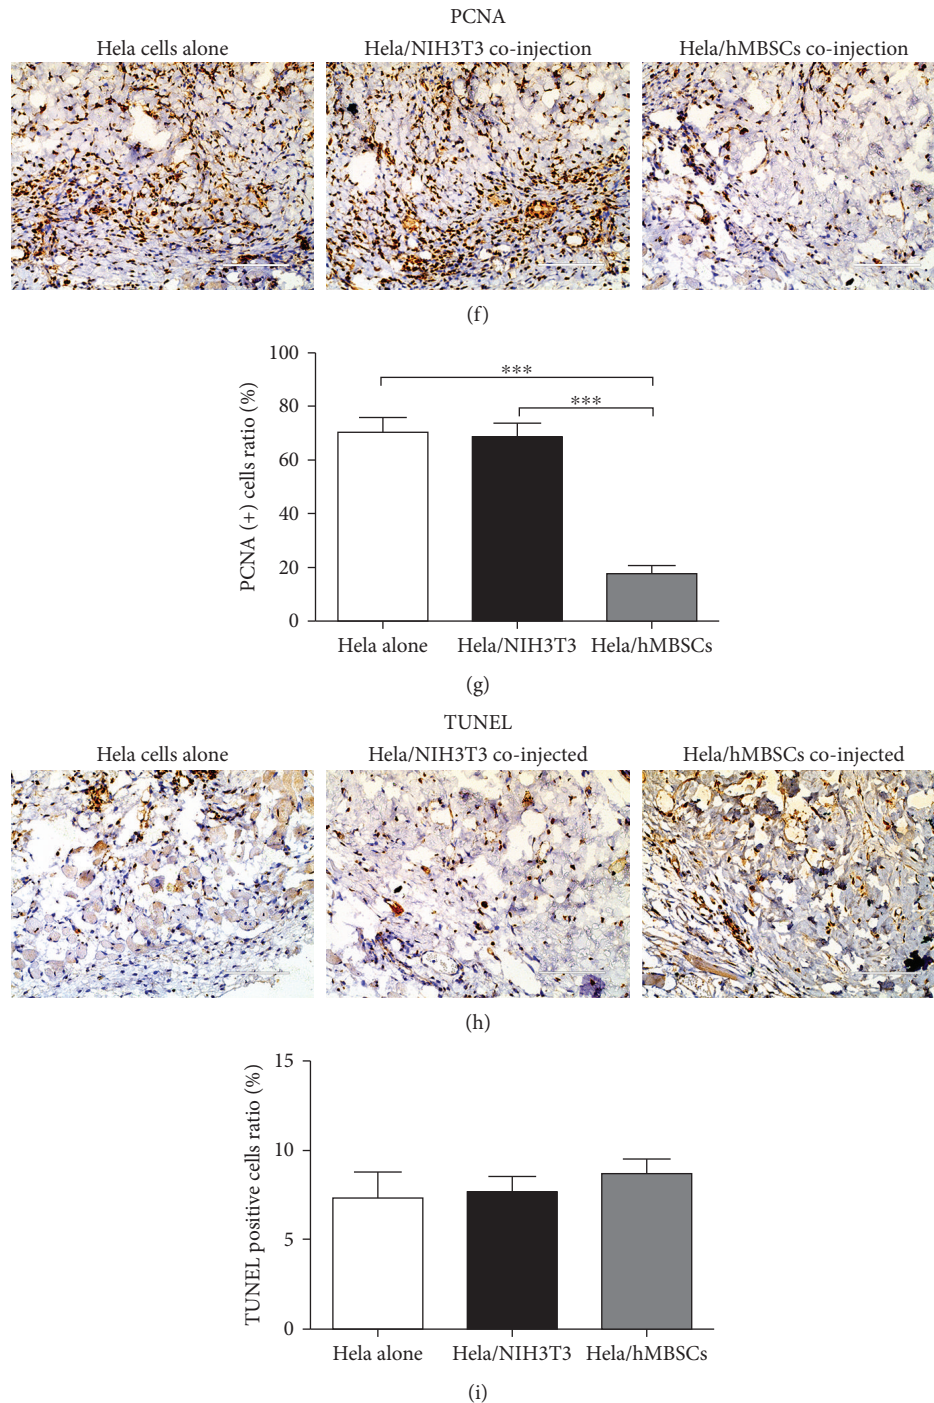 PCNA
Hela cells alone
Hela/NIH3T3 co-injection
Hela/hMBSCs co-injection
(f)
100
80
60
40
20
0
PCNA (+) cells ratio (%)
***
***
Hela alone
Hela/NIH3T3
Hela/hMBSCs
(g)
TUNEL
Hela cells alone
Hela/NIH3T3 co-injected
Hela/hMBSCs co-injected
(h)
15
10
5
0
TUNEL positive cells ratio (%)
Hela alone
Hela/NIH3T3
Hela/hMBSCs
(i)